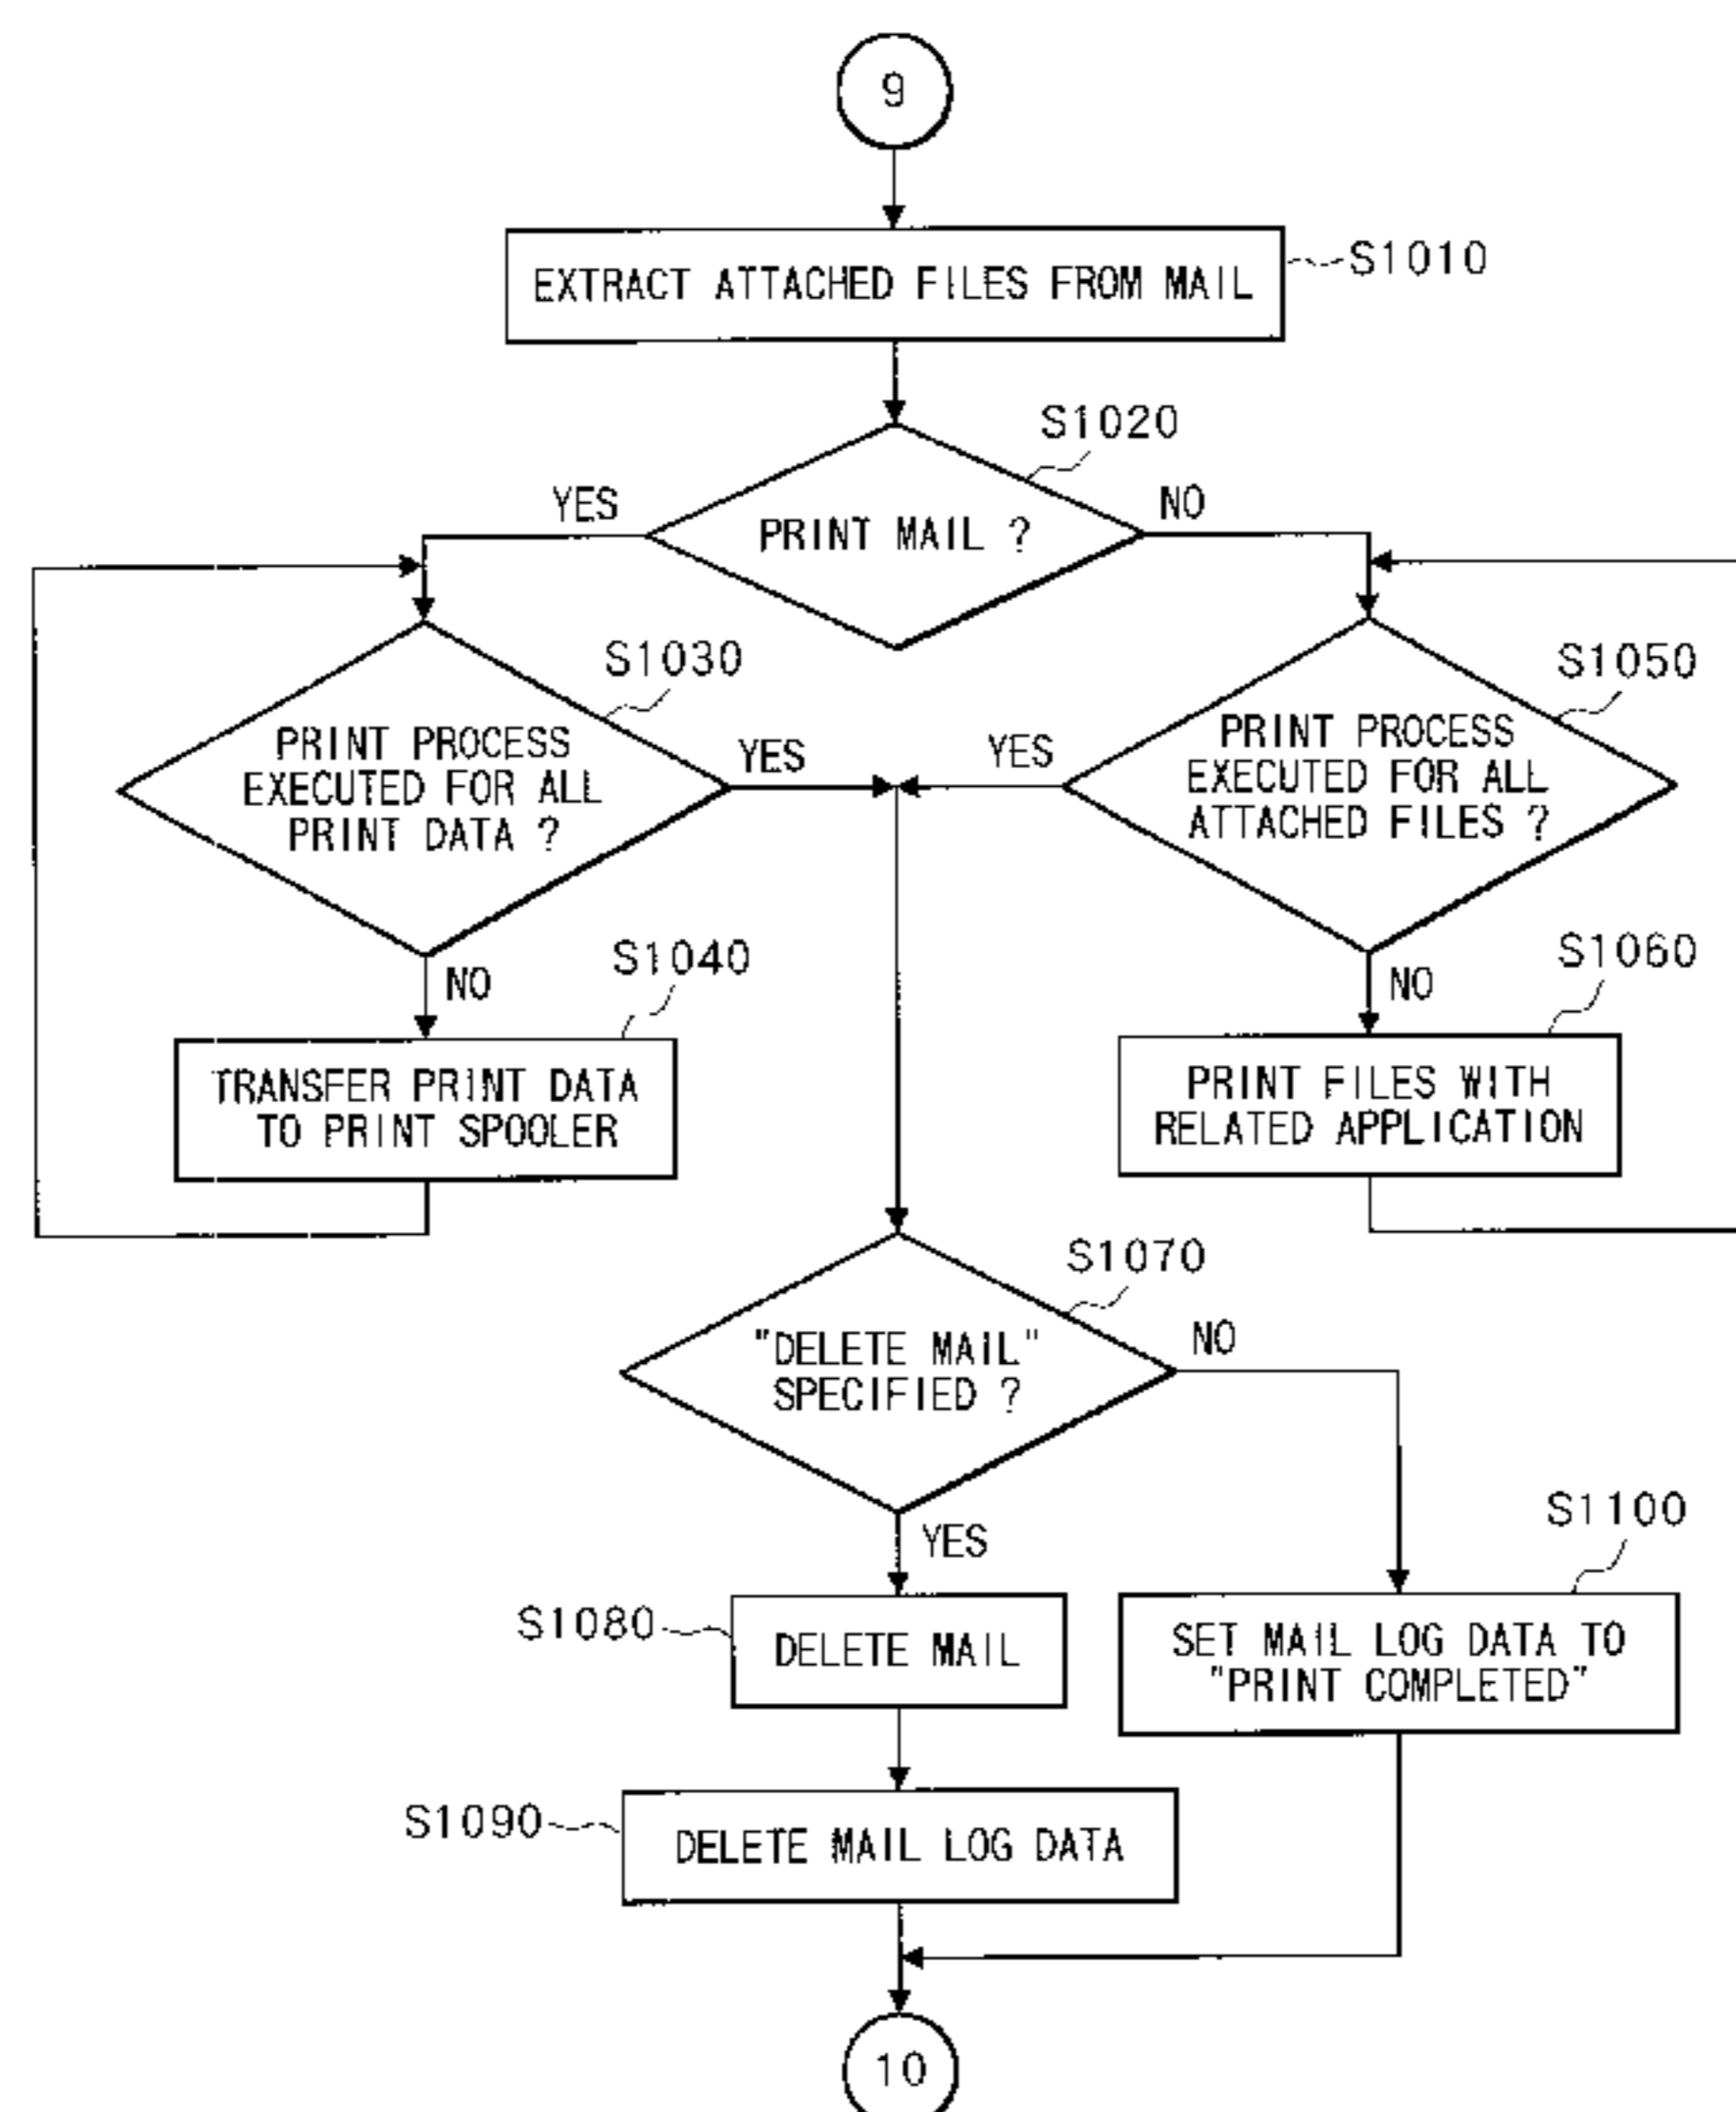 9
EXTRACT ATTACHED FILES FROM MAIL
S1010
S1020
YES
PRINT MAIL ?
NO
S1030
PRINT PROCESS
EXECUTED FOR ALL
PRINT DATA ?
YES
NO
S1050
PRINT PROCESS
EXECUTED FOR ALL
ATTACHED FILES ?
YES
NO
S1040
TRANSFER PRINT DATA
TO PRINT SPOOLER
S1060
PRINT FILES WITH
RELATED APPLICATION
S1070
"DELETE MAIL"
SPECIFIED ?
NO
YES
S1080
DELETE MAIL
S1100
SET MAIL LOG DATA TO
"PRINT COMPLETED"
S1090
DELETE MAIL LOG DATA
10